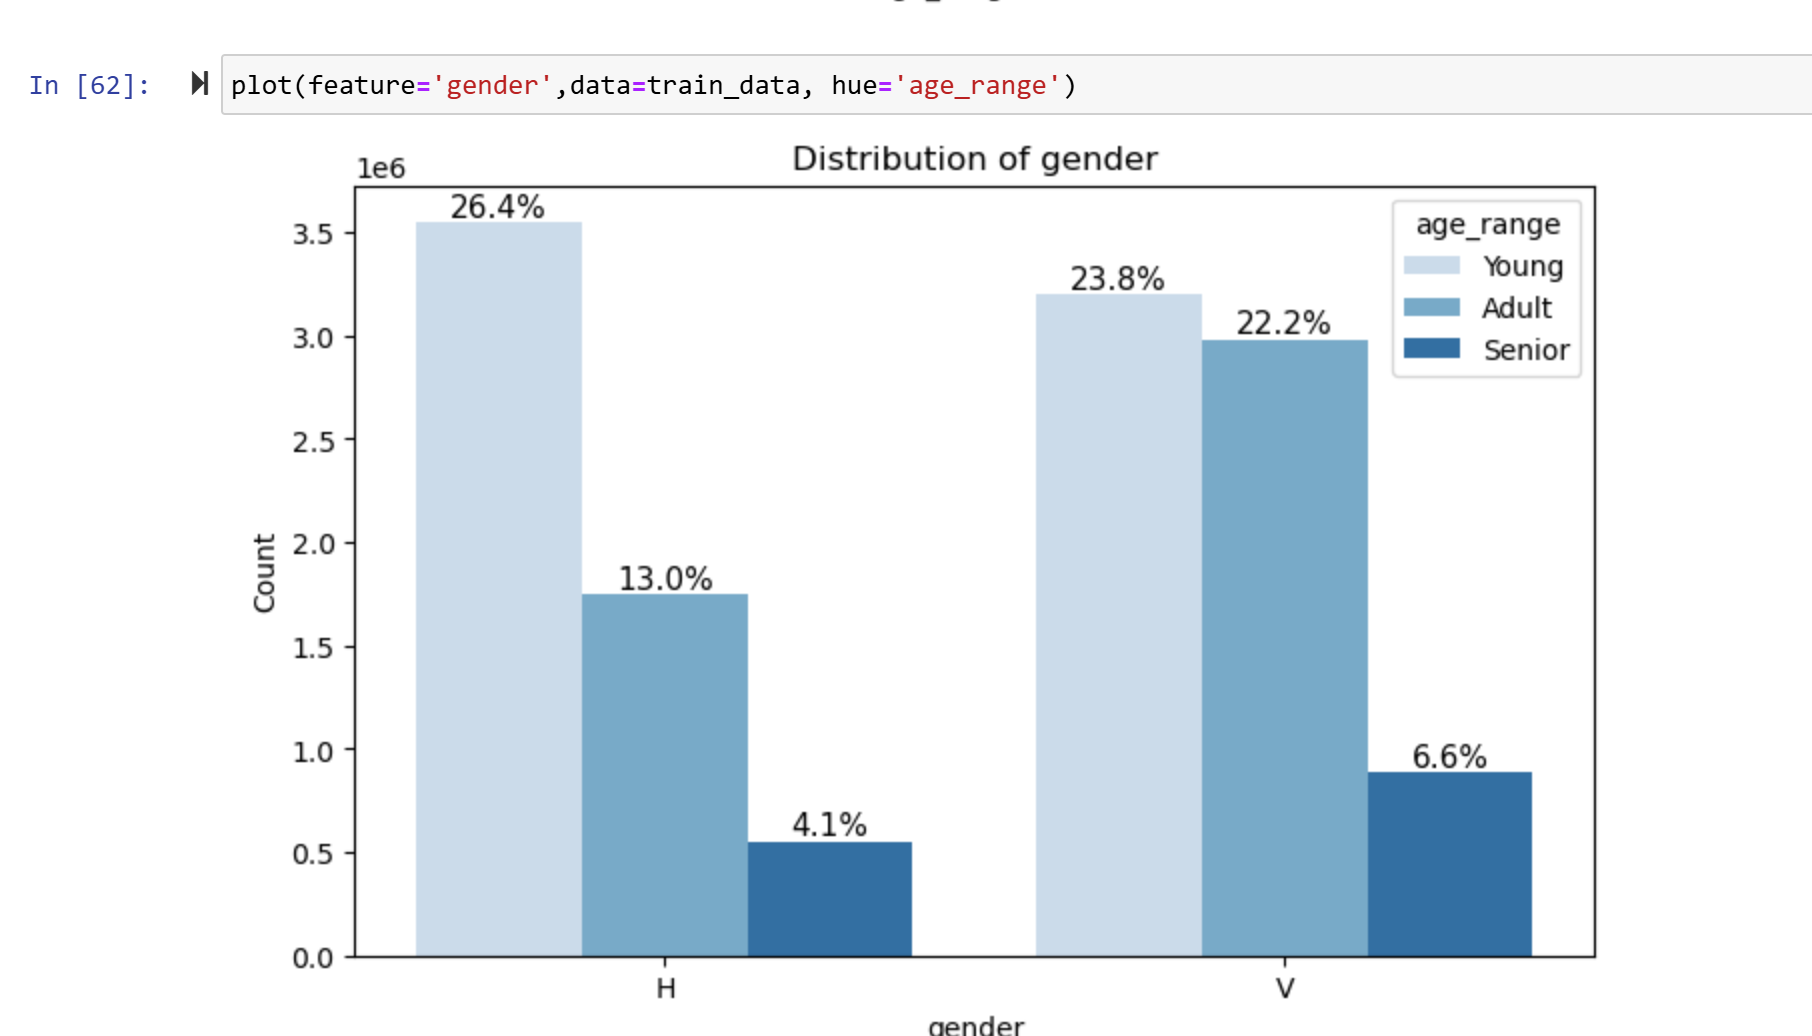 In [62]:
plot(feature='gender',data=train_data, hue='age_range')
Distribution of gender
1e6
26.4%
23.8%
22.2%
13.0%
6.6%
4.1%
age_range
Young
Adult
Senior
Count
3.5
3.0
2.5
2.0
1.5
1.0
0.5
0.0
H
V
gender